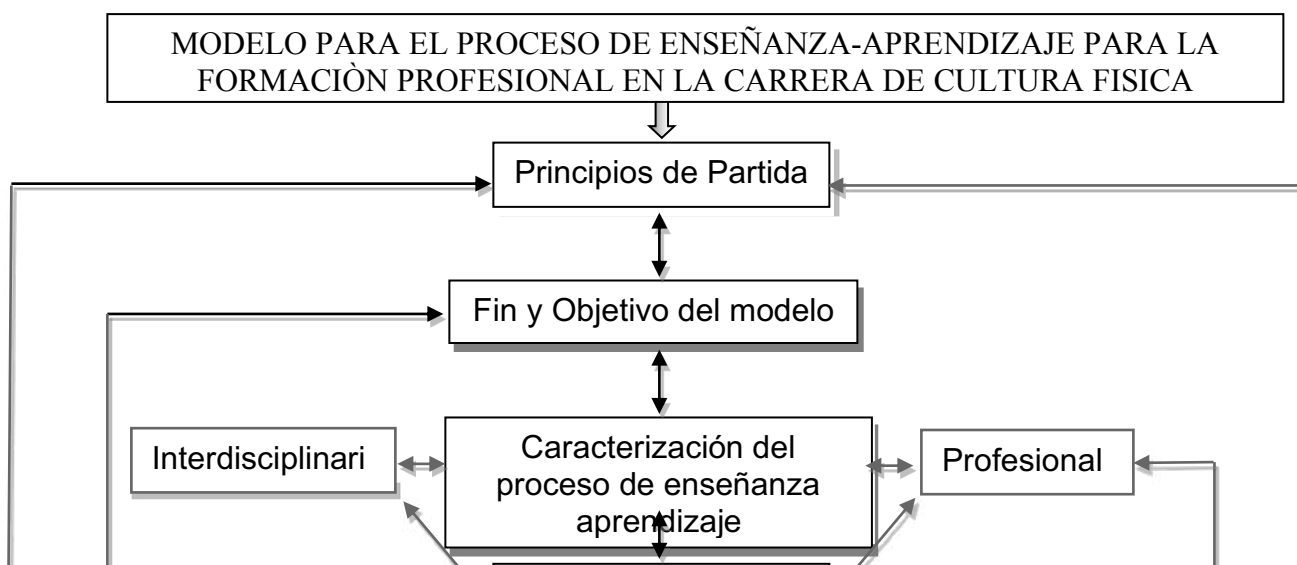 MODELO PARA EL PROCESO DE ENSEÑANZA-APRENDIZAJE PARA LA
FORMACIÒN PROFESIONAL EN LA CARRERA DE CULTURA FISICA
Principios de Partida
Fin y Objetivo del modelo
Interdisciplinari
Caracterización del
proceso de enseñanza
aprendizaje
Profesional